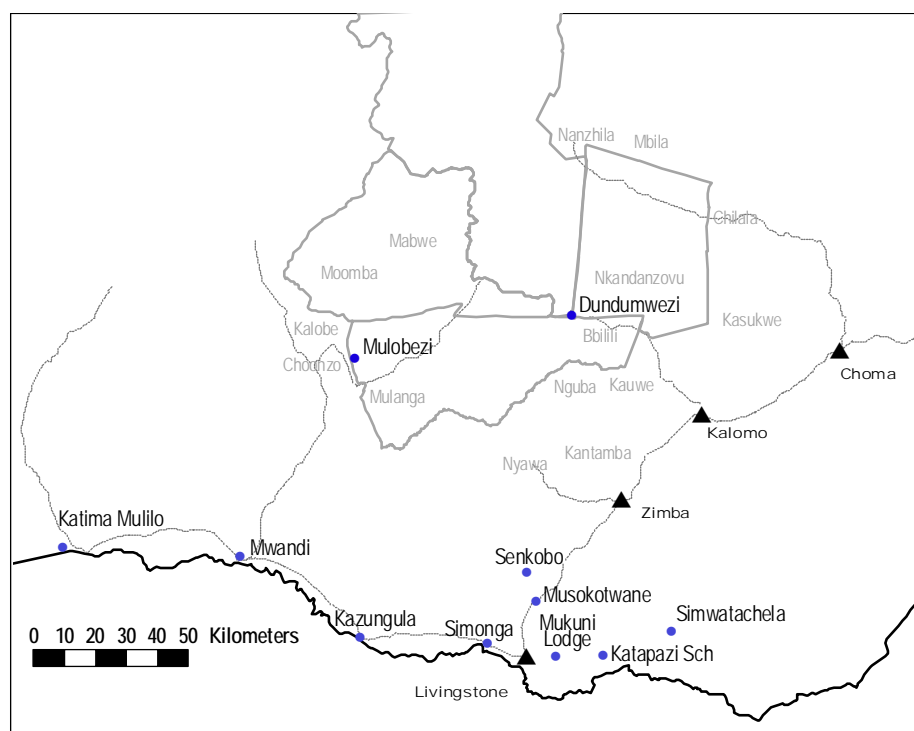 Nanzhila
Mbila
Chilala
Mabwe
Moomba
Nkandanzovu
Dundumwezi
Kasukwe
Kalobe
Bbilili
Mulobezi
Choonzo
Choma
Nguba
Kauwe
Mulanga
Kalomo
Kantamba
Nyawa
Zimba
Katima Mulilo
Mwandi
Senkobo
Musokotwane
Simwatachela
Kazungula
Mukuni
Lodge
Simonga
0 10 20 30 40 50 Kilometers
Katapazi Sch
Livingstone